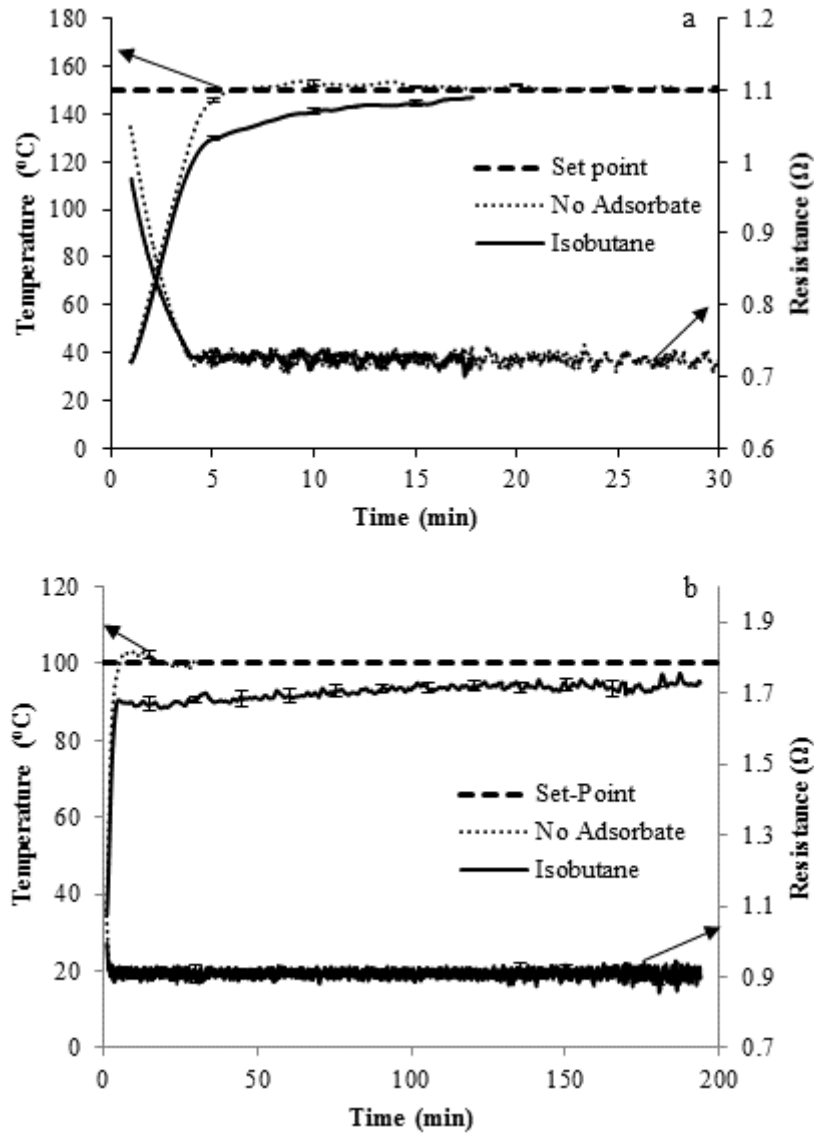 a
180
160
140
120
100
80
60
40
20
0
Temperature (ºC)
1.2
1.1
1
0.9
0.8
0.7
0.6
Resistance (Ω)
Set point
No Adsorbate
Isobutane
0 5 10 15 20 25 30
Time (min)
b
120
100
80
60
40
20
0
Temperature (ºC)
1.9
1.7
1.5
1.3
1.1
0.9
0.7
Resistance (Ω)
Set-Point
No Adsorbate
Isobutane
0 50 100 150 200
Time (min)